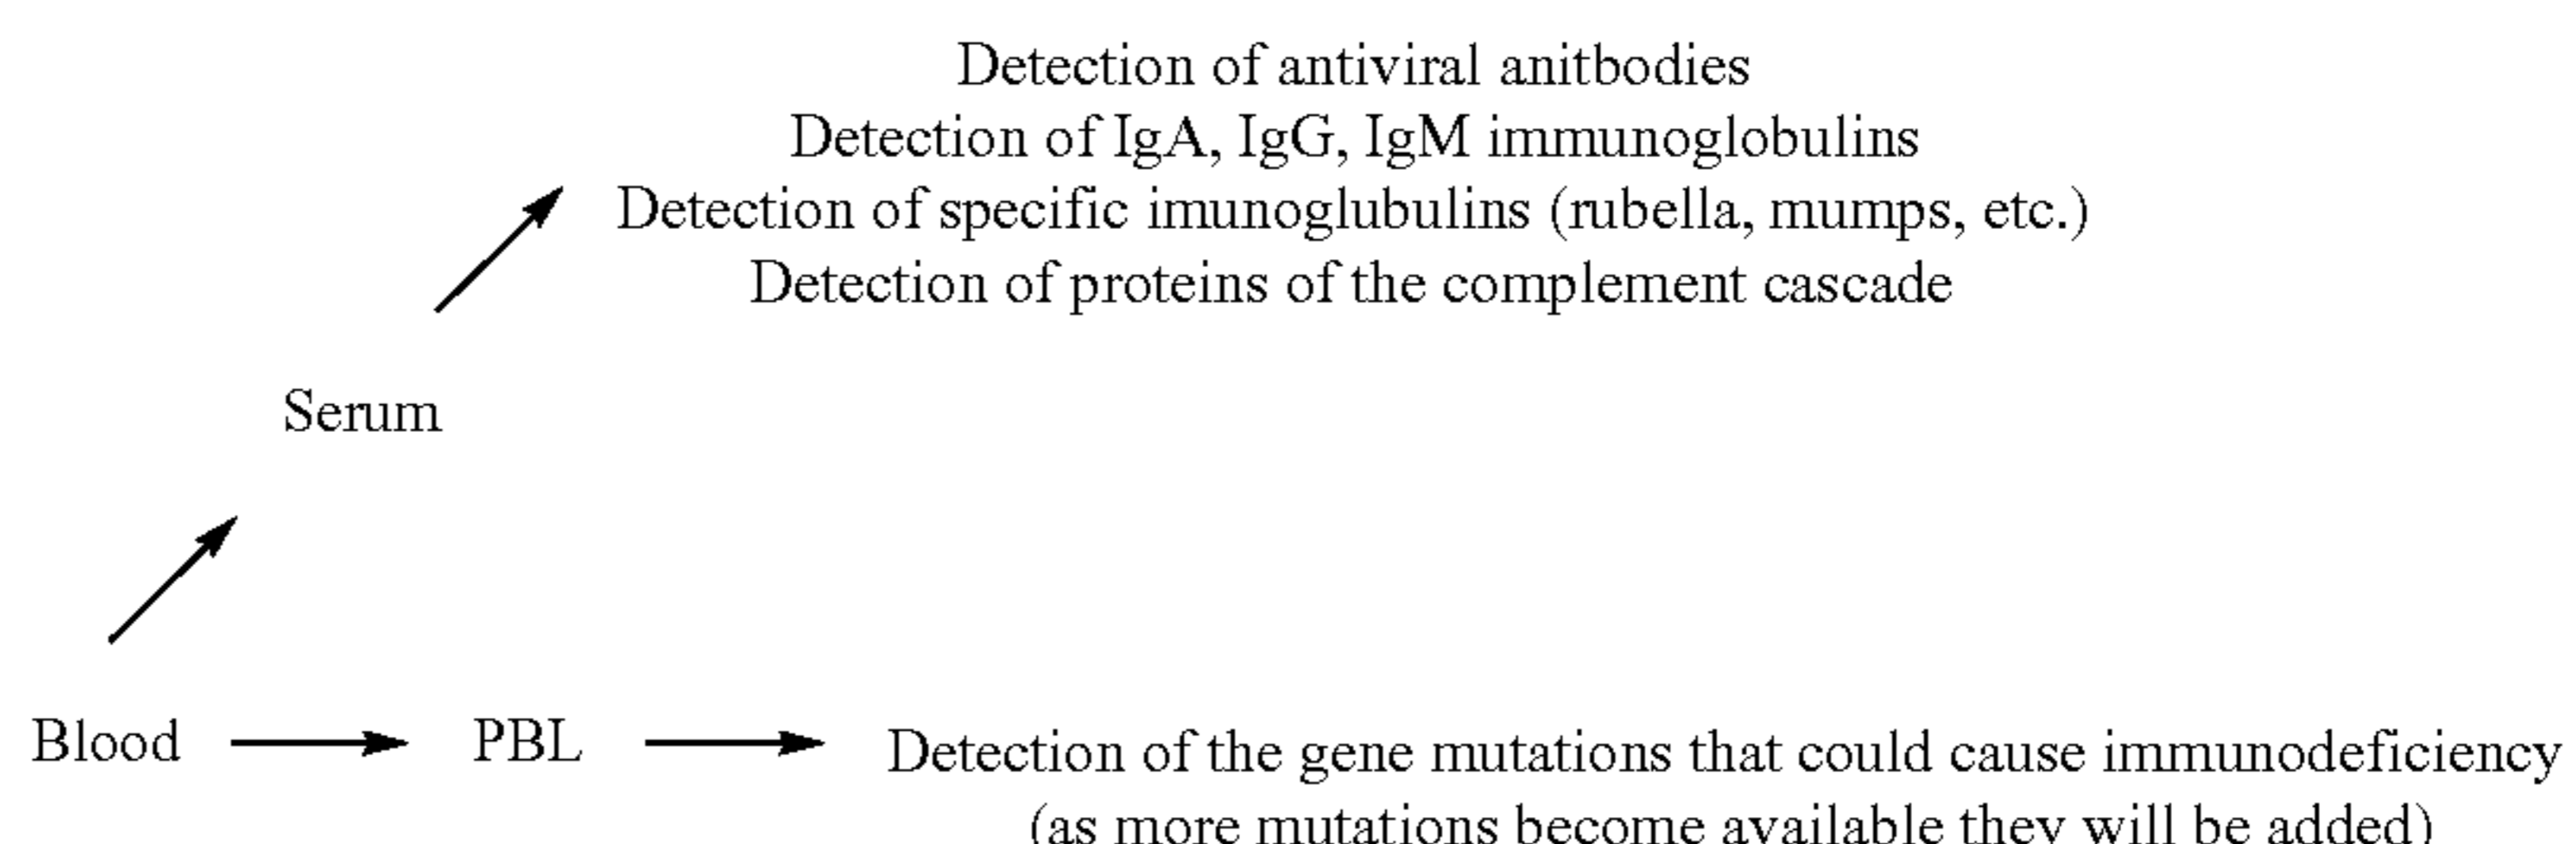 Detection of antiviral anitbodies
Detection of IgA, IgG, IgM immunoglobulins
Detection of specific imunoglubulins (rubella, mumps, etc.)
Detection of proteins of the complement cascade
Serum
Blood
PBL
Detection of the gene mutations that could cause immunodeficiency
(as more mutations become available they will be added)